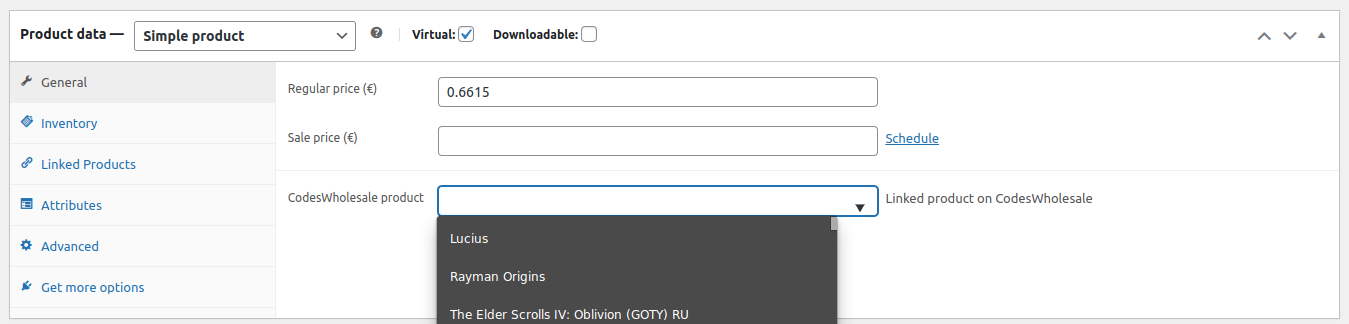 Product data — Simple product Virtual: Downloadable:
General
Inventory
Linked Products
Attributes
Advanced
Get more options
Regular price (€) 0.6615
Sale price (€) Schedule
CodesWholesale product Linked product on CodesWholesale
Lucius
Rayman Origins
The Elder Scrolls IV: Oblivion (GOTY) RU